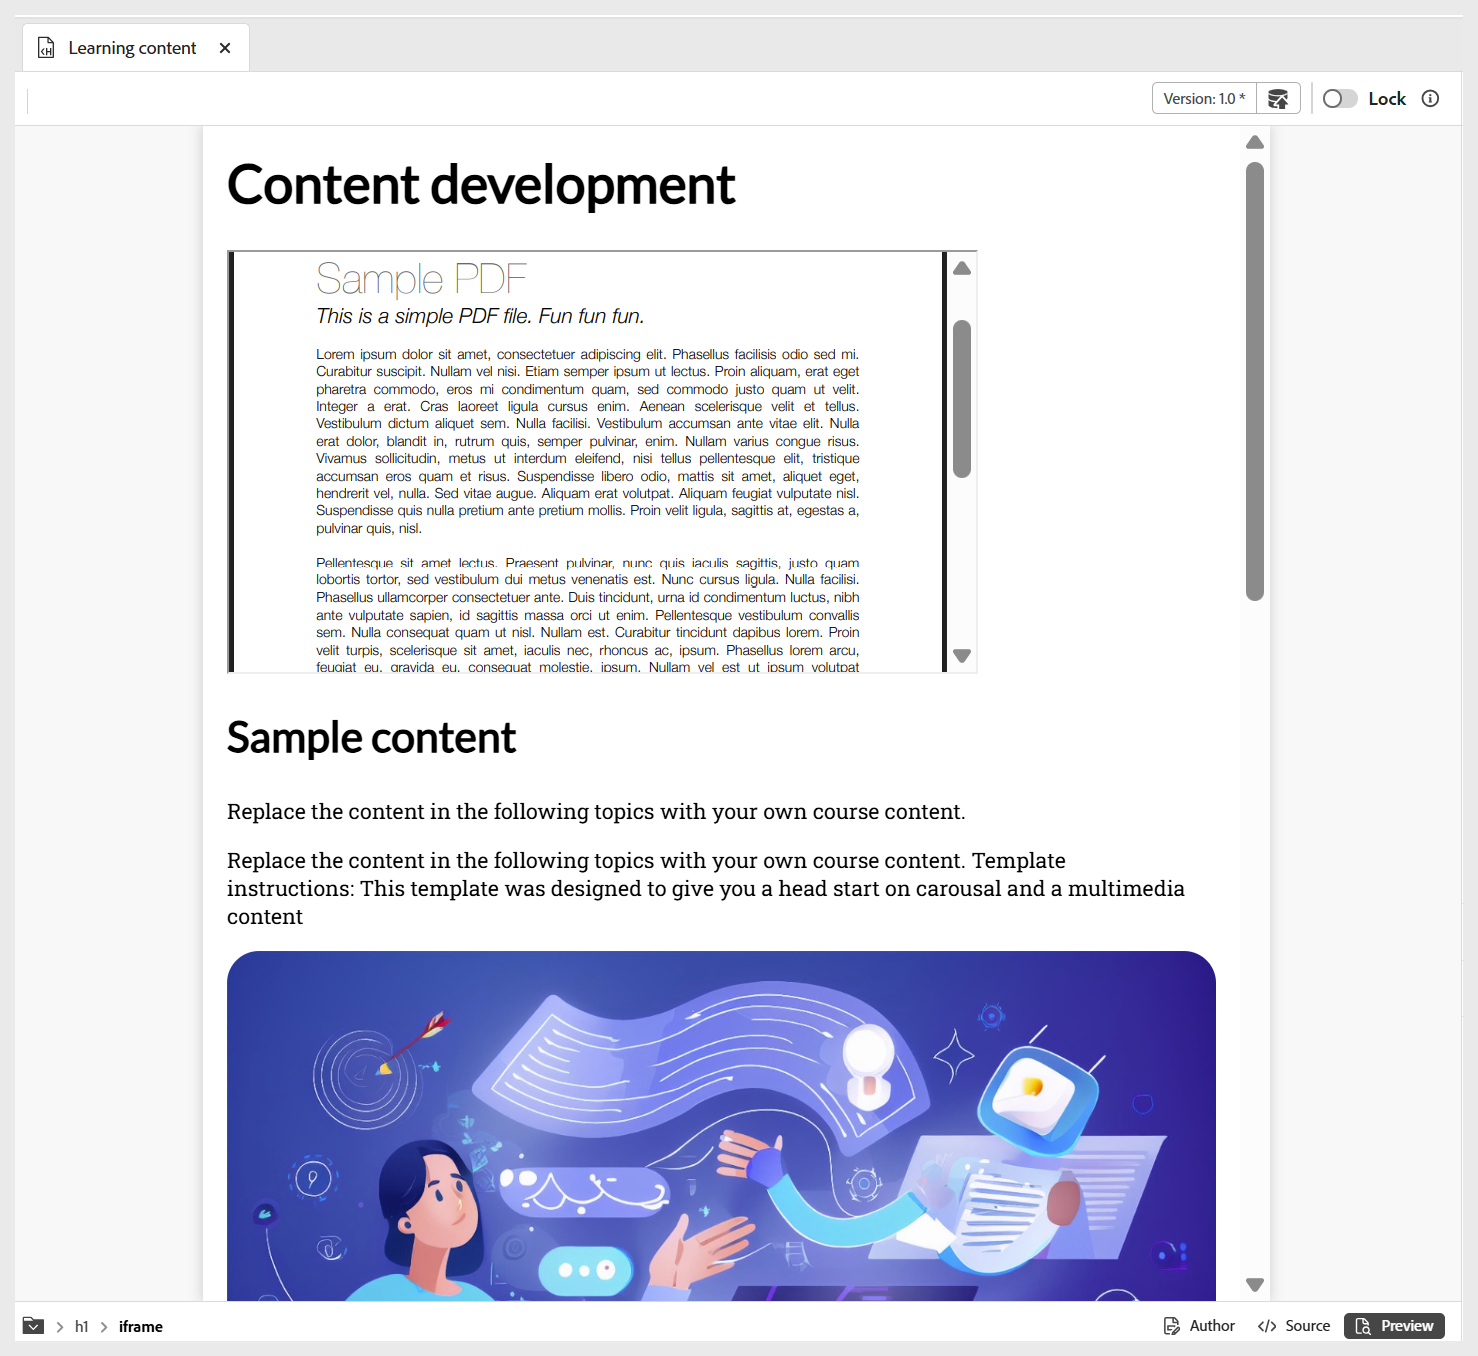 Learning content
Version: 1.0 *
Lock
Content development
Sample PDF
This is a simple PDF file. Fun fun fun.
Lorem ipsum dolor sit amet, consectetuer adipiscing elit. Phasellus facilisis odio sed mi.
Curabitur suscipit. Nullam vel nisi. Etiam semper ipsum ut lectus. Proin aliquam, erat eget
pharetra commodo, eros mi condimentum quam, sed commodo justo quam ut velit.
Integer a erat. Cras laoreet ligula cursus enim. Aenean scelerisque velit et tellus.
Vestibulum dictum aliquet sem. Nulla facilisi. Vestibulum accumsan ante vitae elit. Nulla
erat dolor, blandit in, rutrum quis, semper pulvinar, enim. Nullam varius congue risus.
Vivamus sollicitudin, metus ut interdum eleifend, nisi tellus pellentesque elit, tristique
accumsan eros quam et risus. Suspendisse libero odio, mattis sit amet, aliquet eget,
hendrerit vel, nulla. Sed vitae augue. Aliquam erat volutpat. Aliquam feugiat vulputate nisl.
Suspendisse quis nulla pretium ante pretium mollis. Proin velit ligula, sagittis at, egestas a,
pulvinar quis, nisl.
Pellentesque sit amet lectus. Praesent pulvinar, nunc quis iaculis sagittis, justo quam
lobortis tortor, sed vestibulum dui metus venenatis est. Nunc cursus ligula. Nulla facilisi.
Phasellus ullamcorper consectetuer ante. Duis tincidunt, urna id condimentum luctus, nibh
ante vulputate sapien, id sagittis massa orci ut enim. Pellentesque vestibulum convallis
sem. Nulla consequat quam ut nisl. Nullam est. Curabitur tincidunt dapibus lorem. Proin
velit turpis, scelerisque sit amet, iaculis nec, rhoncus ac, ipsum. Phasellus lorem arcu,
feugiat eu, gravida eu, consequat molestie, ipsum. Nullam vel est ut ipsum volutpat
Sample content
Replace the content in the following topics with your own course content.
Replace the content in the following topics with your own course content. Template
instructions: This template was designed to give you a head start on carousal and a multimedia
content
h1
iframe
Author
Source
Preview